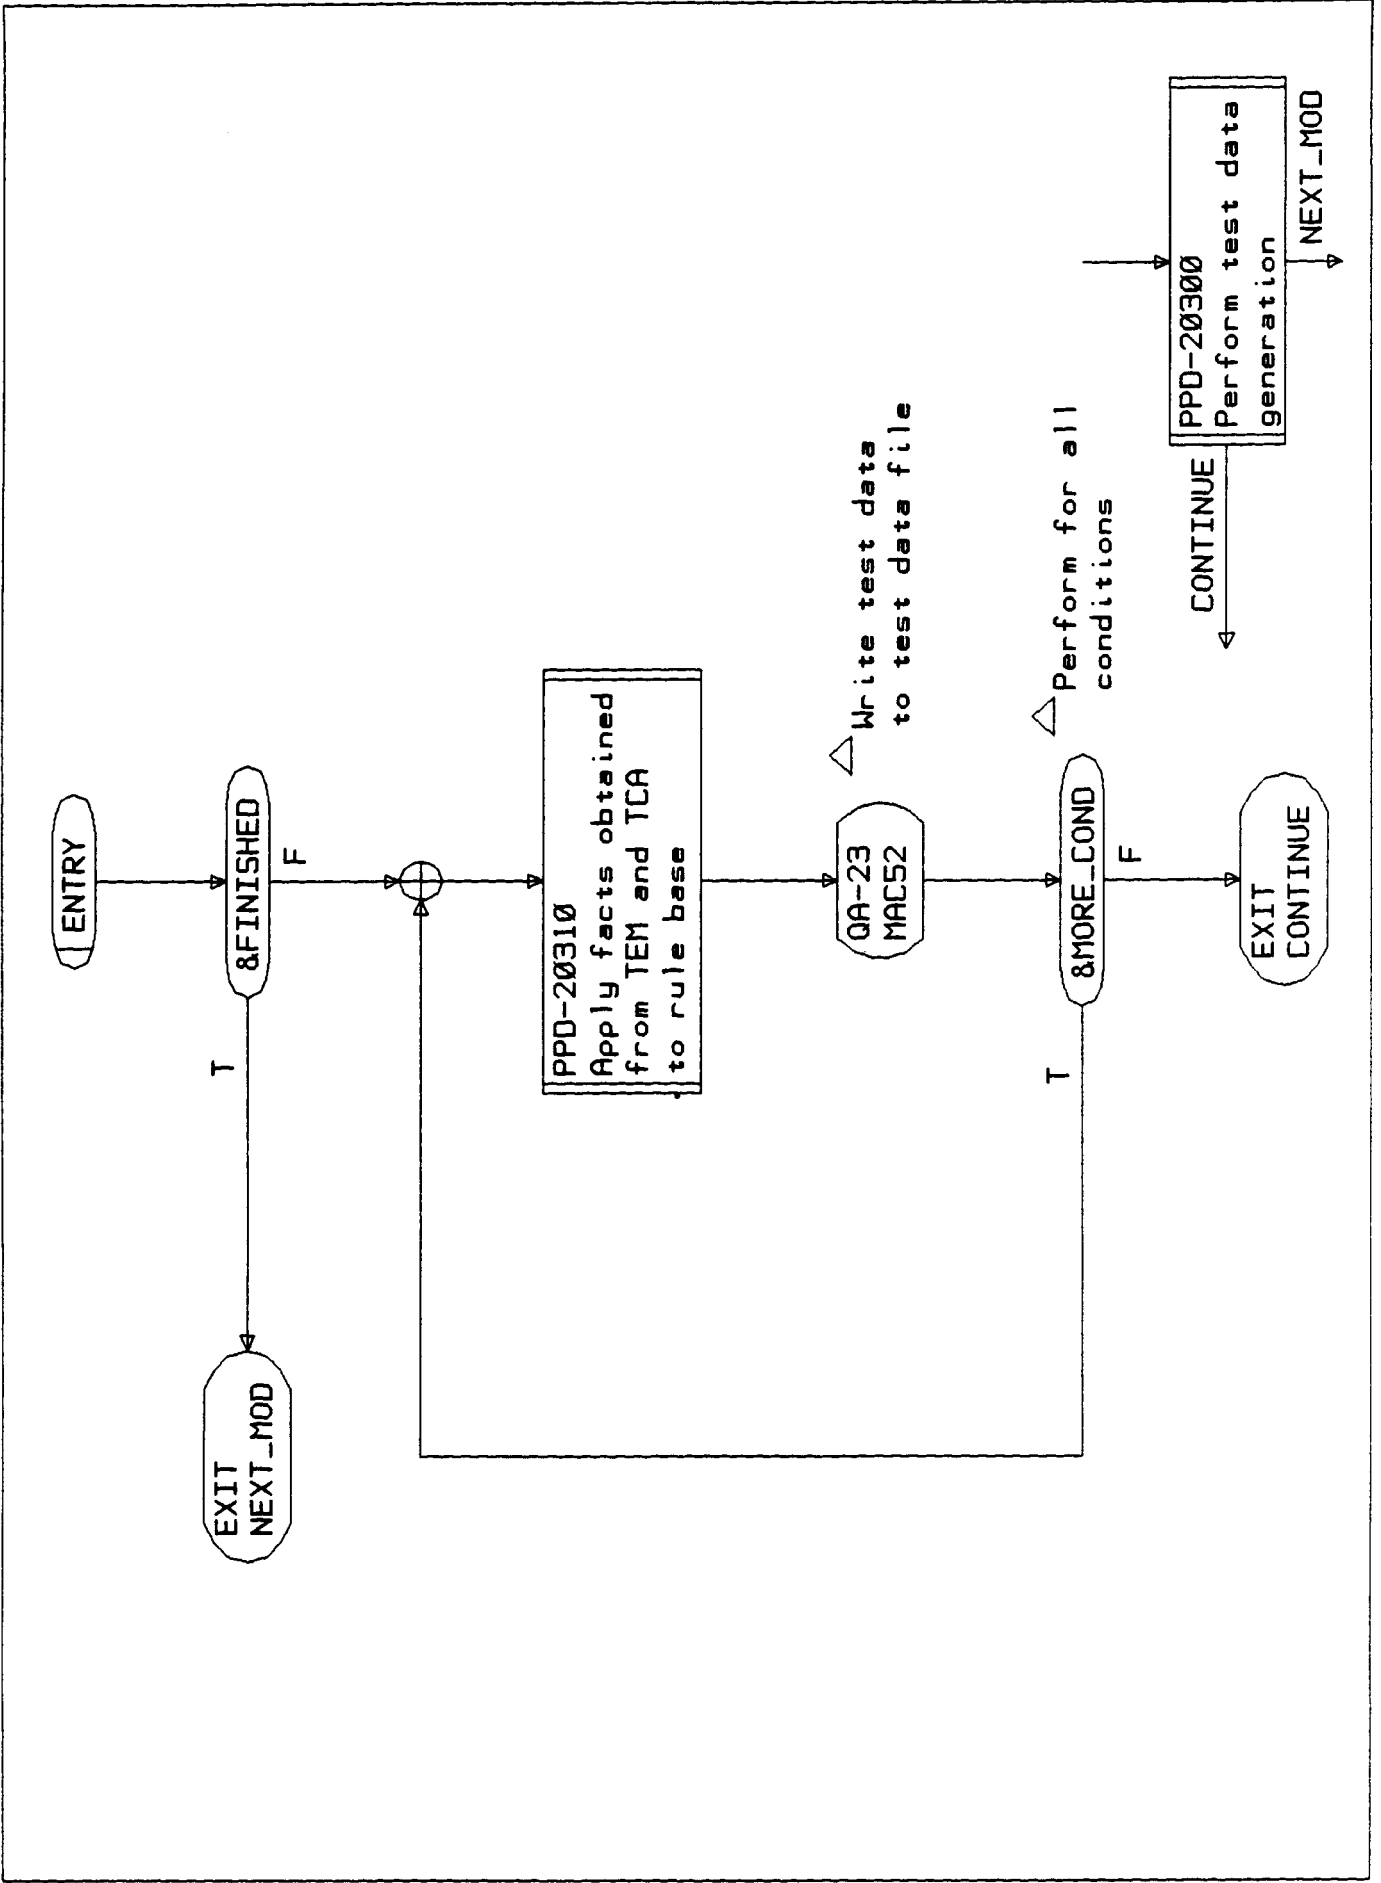 ENTRY
&FINISHED
T
F
EXIT
NEXT_MOD
PPD-20310
Apply facts obtained
from TEM and TCA
to rule base
QA-23
MAC52
Write test data
to test data file
&MORE_COND
T
F
Perform for all
conditions
EXIT
CONTINUE
PPD-20300
Perform test data
generation
CONTINUE
NEXT_MOD